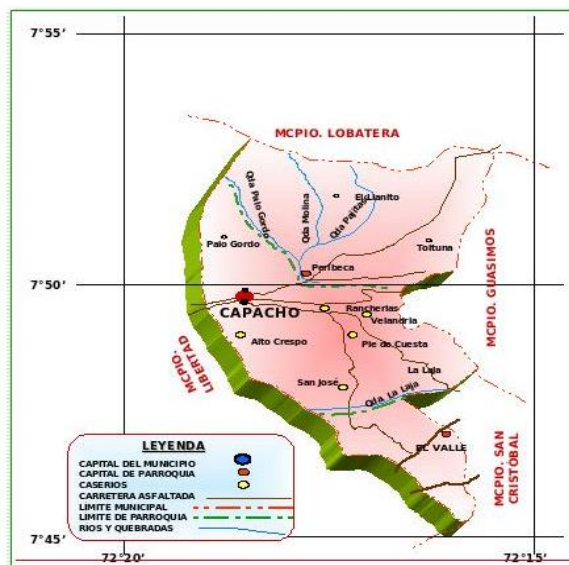 7°55'
MCPIO. LOBATERA
Qda Palo Gordo
Qda Molina
Qda Pajitas
El Llanito
Palo Gordo
Toituna
Peribeca
7°50'
MCPIO. GUASIMOS
CAPACHO
Rancherias
Velandria
MCPIO.
LIBERTAD
Alto Crespo
Pie de Cuesta
La Laja
San José
Qda La Laja
EL VALLE
MCPIO. SAN
CRISTÓBAL
LEYENDA
CAPITAL DEL MUNICIPIO
CAPITAL DE PARROQUIA
CASERIOS
CARRETERA ASFALTADA
LIMITE MUNICIPAL
LIMITE DE PARROQUIA
RIOS Y QUEBRADAS
7°45'
72°20'
72°15'